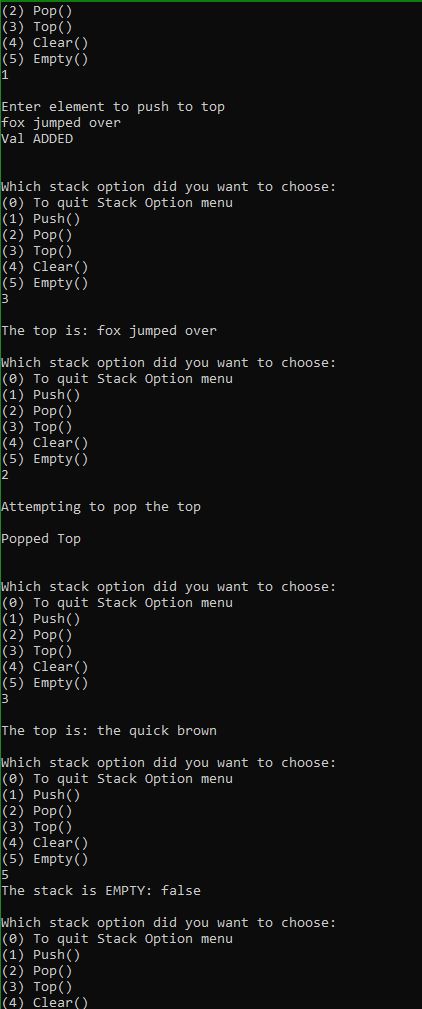 (2) Pop()
(3) Top()
(4) Clear()
(5) Empty()
1
Enter element to push to top
fox jumped over
Val ADDED
Which stack option did you want to choose:
(0) To quit Stack Option menu
(1) Push()
(2) Pop()
(3) Top()
(4) Clear()
(5) Empty()
3
The top is: fox jumped over
Which stack option did you want to choose:
(0) To quit Stack Option menu
(1) Push()
(2) Pop()
(3) Top()
(4) Clear()
(5) Empty()
2
Attempting to pop the top
Popped Top
Which stack option did you want to choose:
(0) To quit Stack Option menu
(1) Push()
(2) Pop()
(3) Top()
(4) Clear()
(5) Empty()
3
The top is: the quick brown
Which stack option did you want to choose:
(0) To quit Stack Option menu
(1) Push()
(2) Pop()
(3) Top()
(4) Clear()
(5) Empty()
5
The stack is EMPTY: false
Which stack option did you want to choose:
(0) To quit Stack Option menu
(1) Push()
(2) Pop()
(3) Top()
(4) Clear()